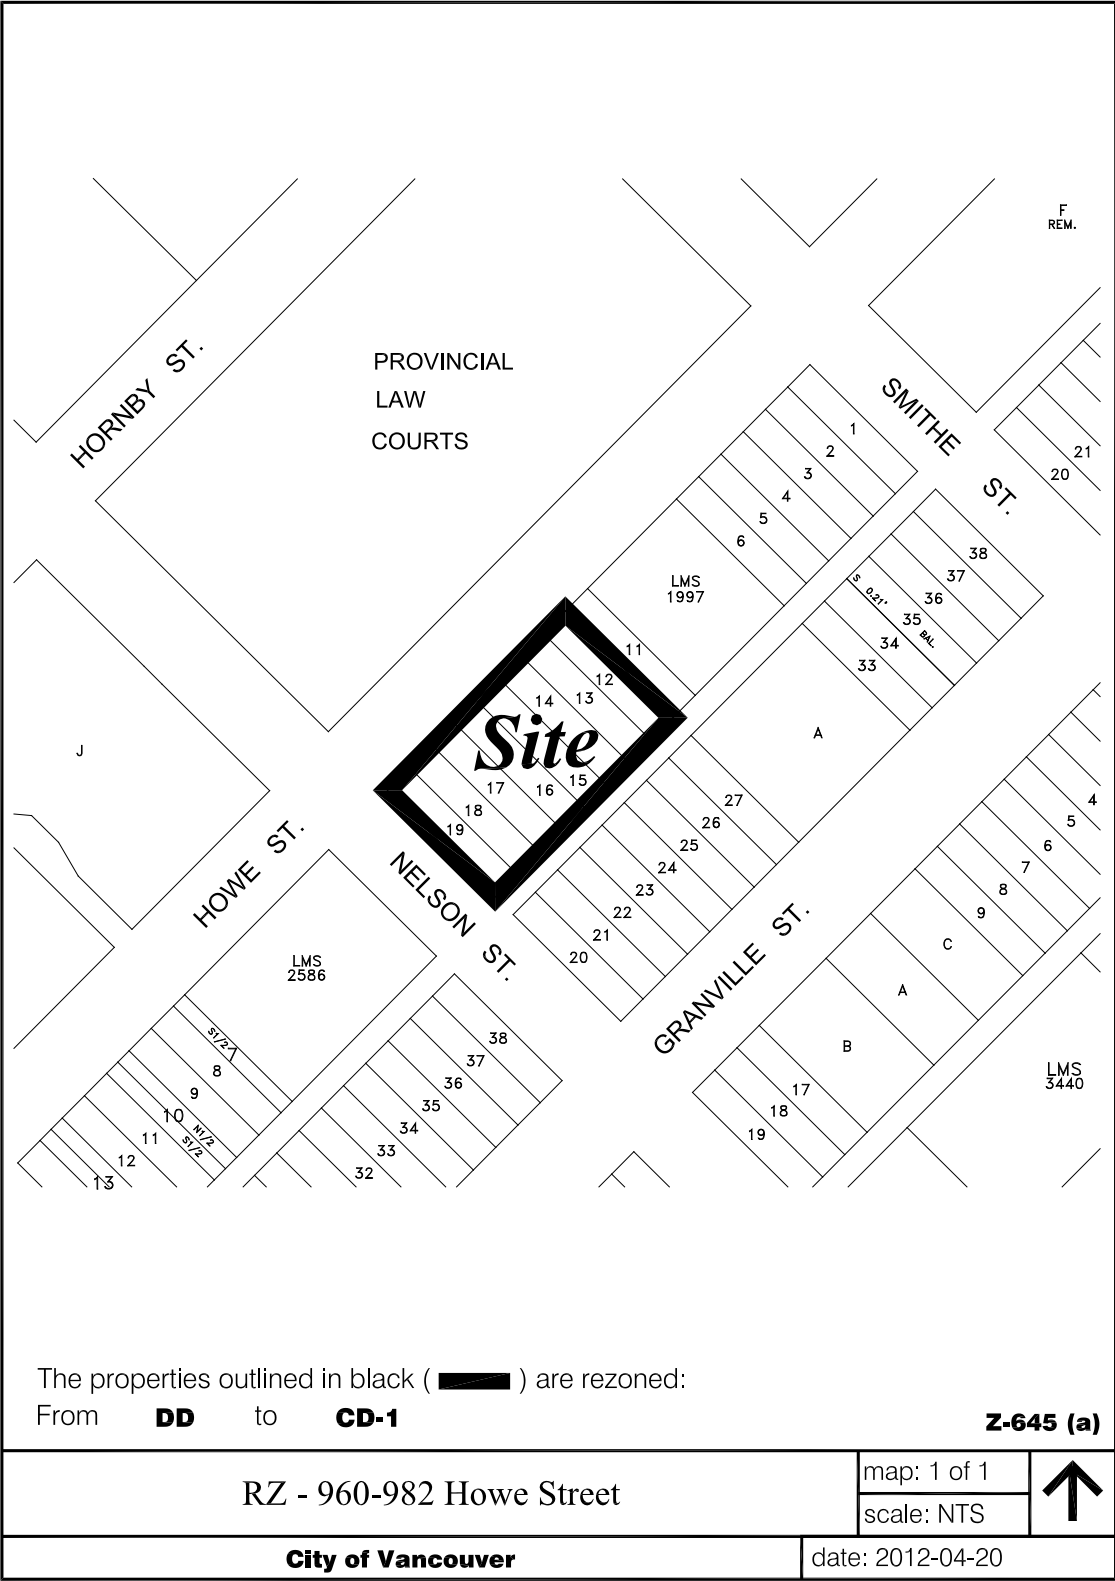 F
REM.
HORNBY ST.
PROVINCIAL
LAW
COURTS
SMITHE ST.
1
2
3
4
5
6
21
20
LMS
1997
38
37
36
35
34
33
S 0.21'
BAL.
11
12
13
14
15
16
17
18
19
Site
J
A
27
26
25
24
23
22
21
20
4
5
6
7
8
9
C
A
B
17
18
19
HOWE ST.
NELSON ST.
GRANVILLE ST.
LMS
2586
LMS
3440
S1/2 7
8
9
10
N1/2
S1/2
11
12
13
38
37
36
35
34
33
32
The properties outlined in black ( ) are rezoned:
From DD to CD-1
Z-645 (a)
RZ - 960-982 Howe Street
map: 1 of 1
scale: NTS
City of Vancouver
date: 2012-04-20